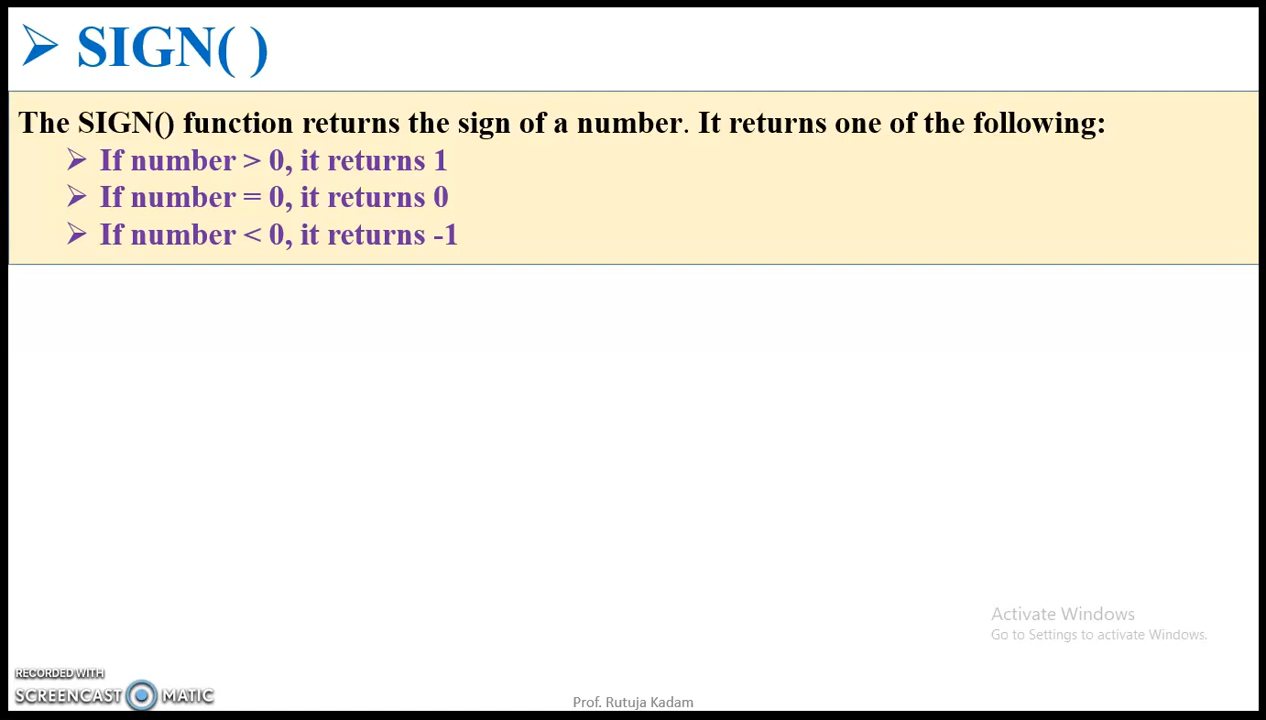 ➢ SIGN( )
The SIGN() function returns the sign of a number. It returns one of the following:
➢ If number > 0, it returns 1
➢ If number = 0, it returns 0
➢ If number < 0, it returns -1
Activate Windows
Go to Settings to activate Windows.
RECORDED WITH
SCREENCAST MATIC
Prof. Rutuja Kadam